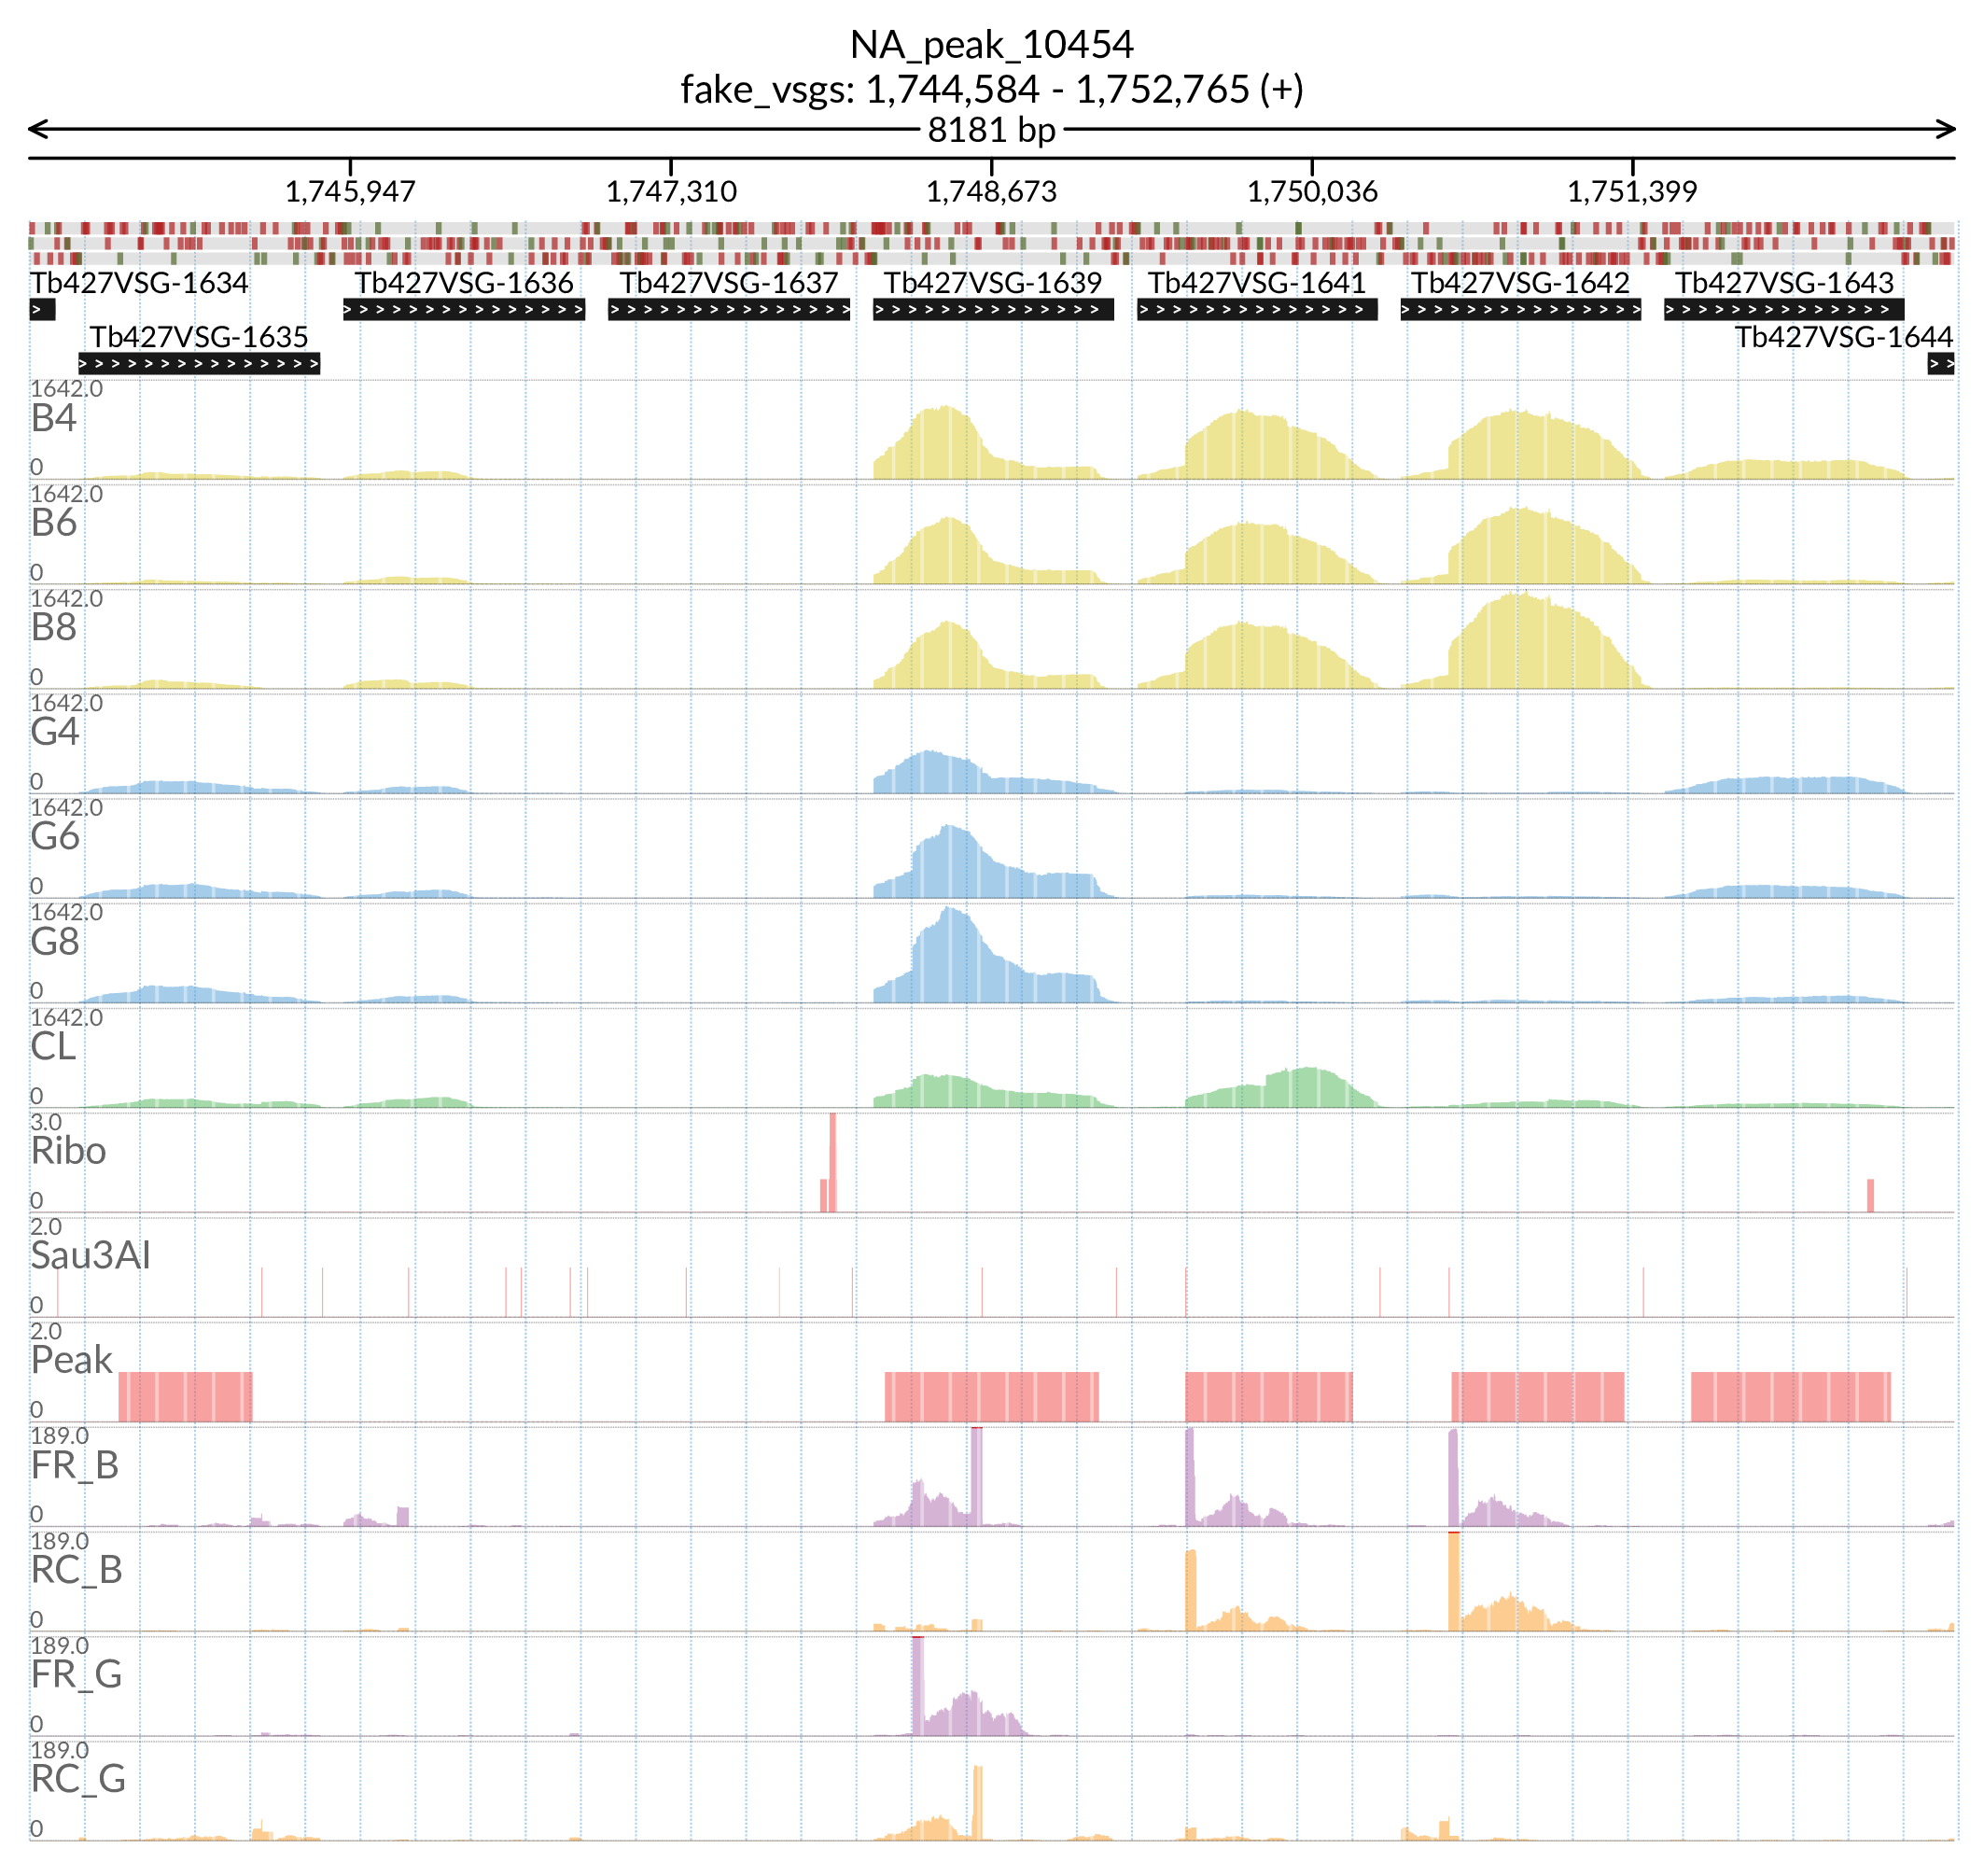 NA_peak_10454
fake_vsgs: 1,744,584 - 1,752,765 (+)
8181 bp
1,745,947 1,747,310 1,748,673 1,750,036 1,751,399
Tb427VSG-1634 Tb427VSG-1636 Tb427VSG-1637 Tb427VSG-1639 Tb427VSG-1641 Tb427VSG-1642 Tb427VSG-1643
Tb427VSG-1635 Tb427VSG-1644
1642.0
B4
0
1642.0
B6
0
1642.0
B8
0
1642.0
G4
0
1642.0
G6
0
1642.0
G8
0
1642.0
CL
0
3.0
Ribo
0
2.0
Sau3AI
0
2.0
Peak
0
189.0
FR_B
0
189.0
RC_B
0
189.0
FR_G
0
189.0
RC_G
0